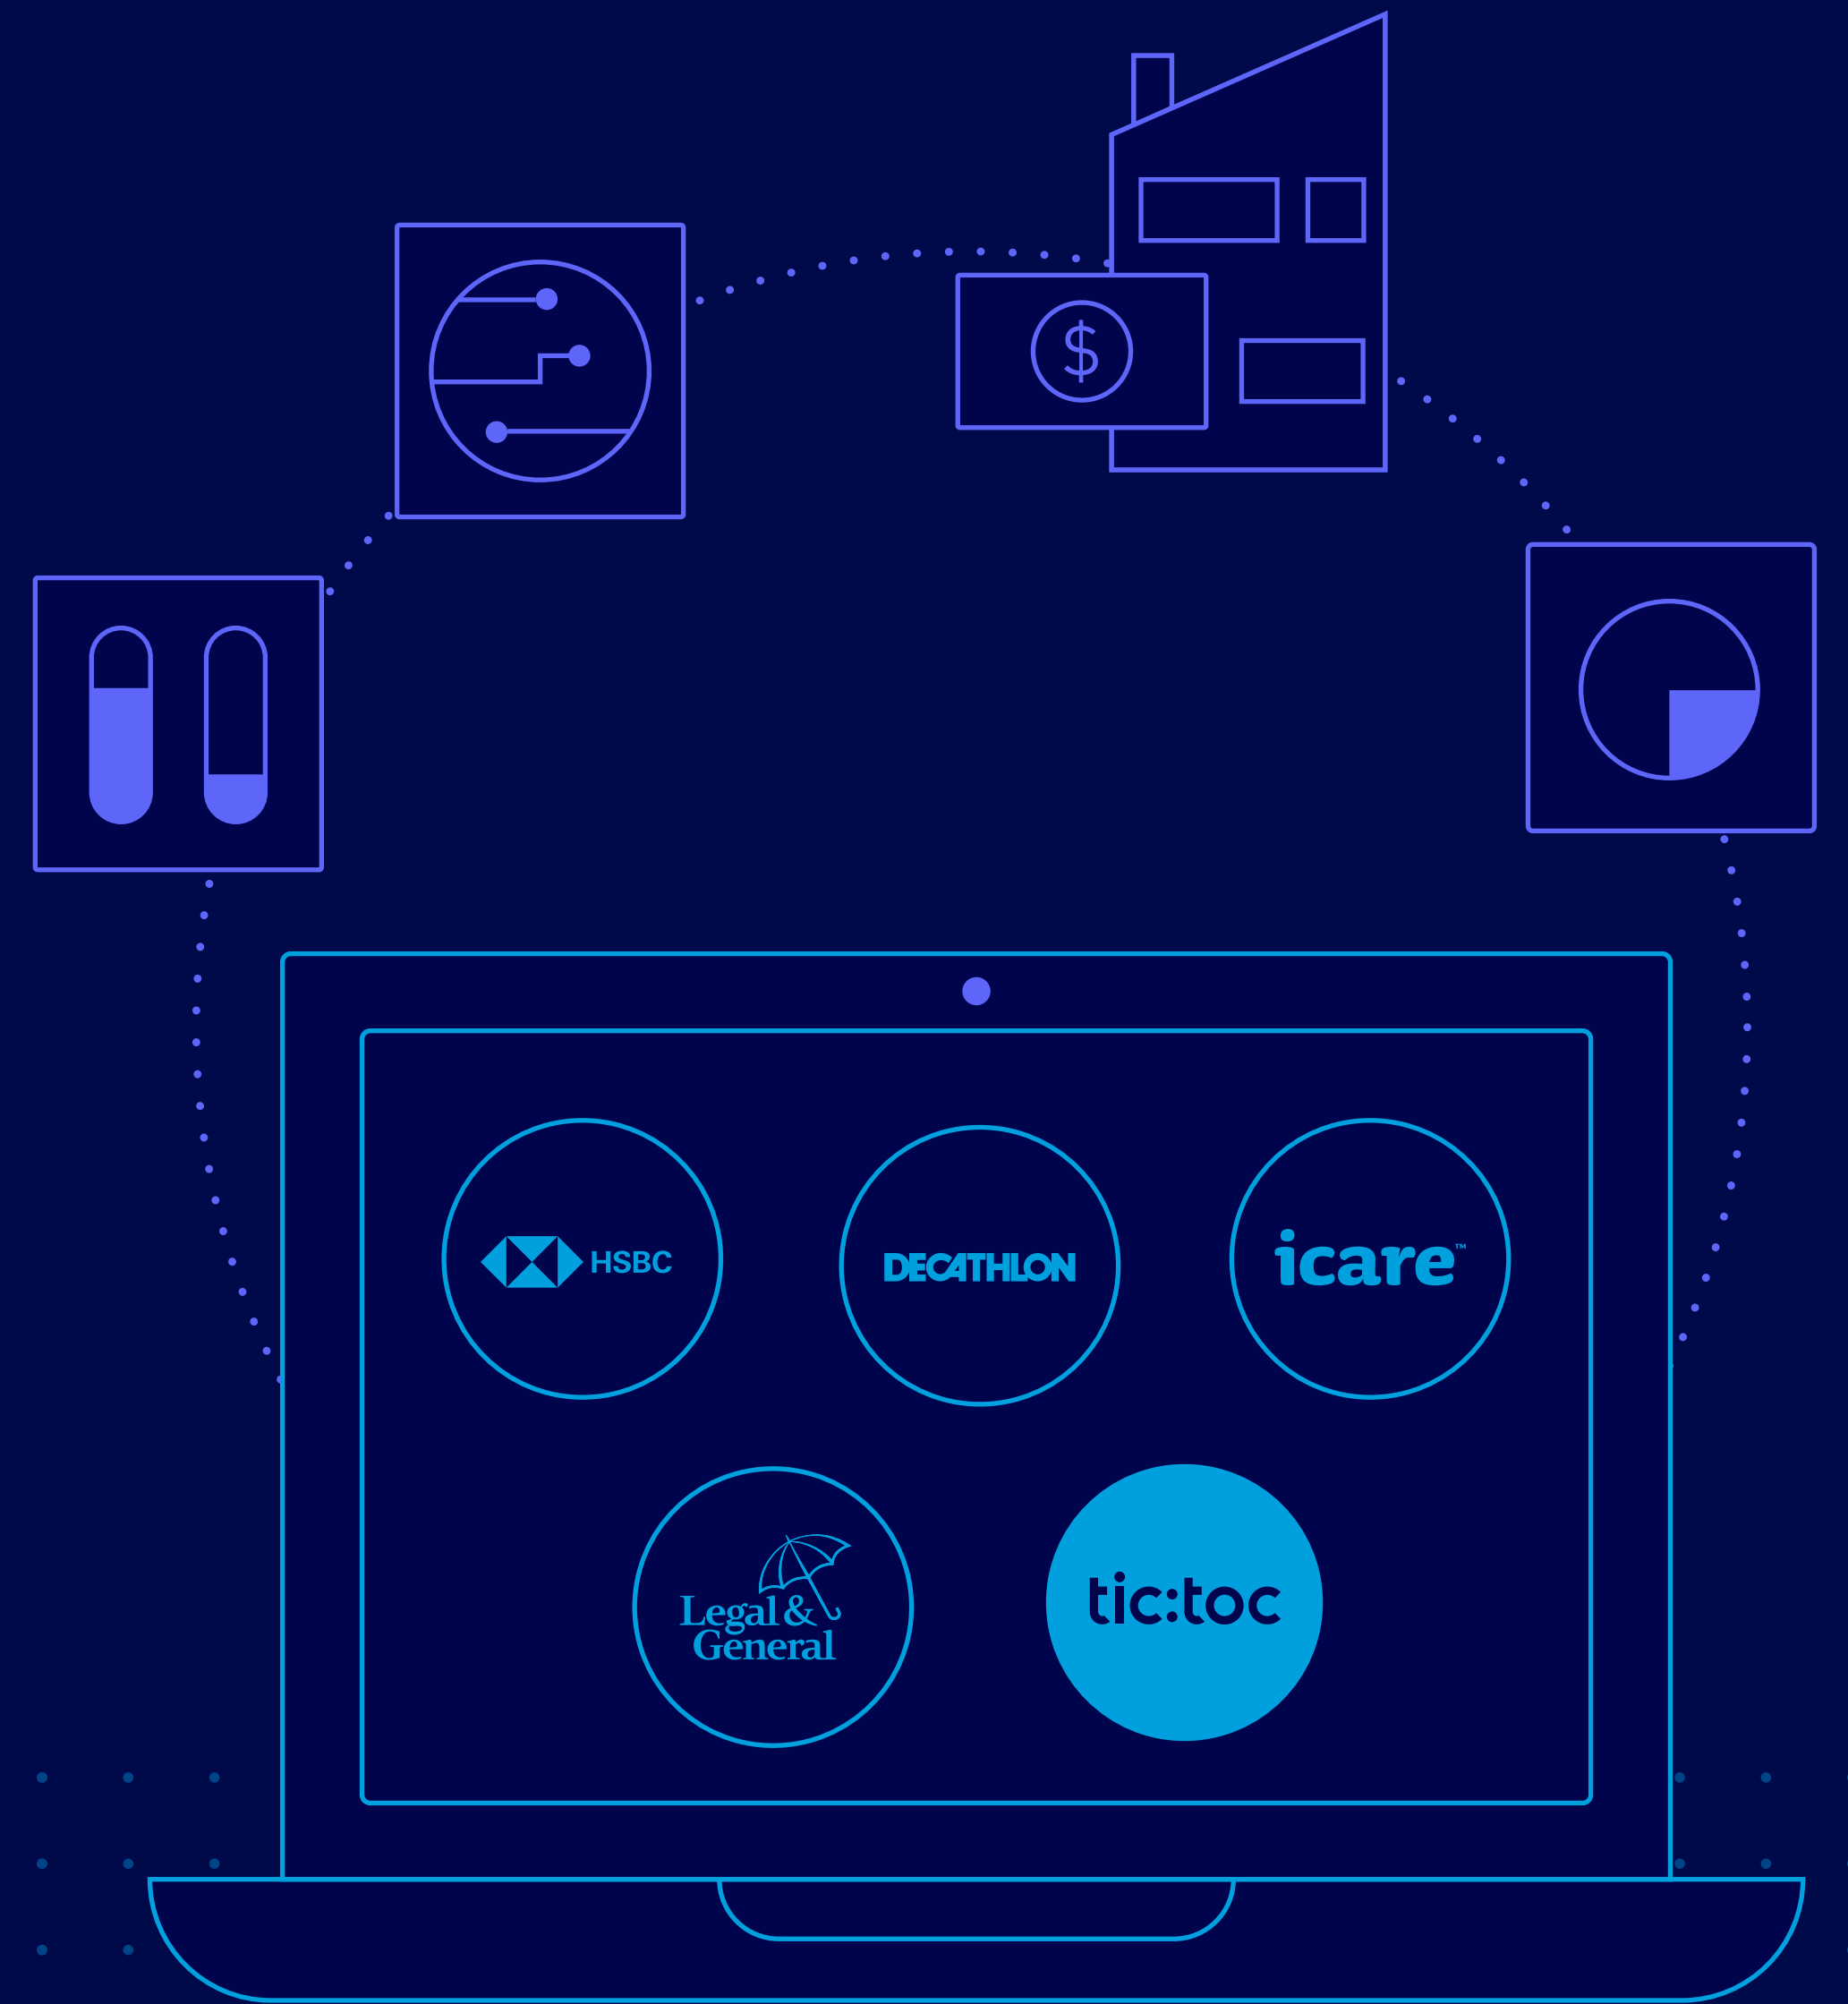 $
HSBC
DECATHLON
icare™
Legal &
General
tic:toc